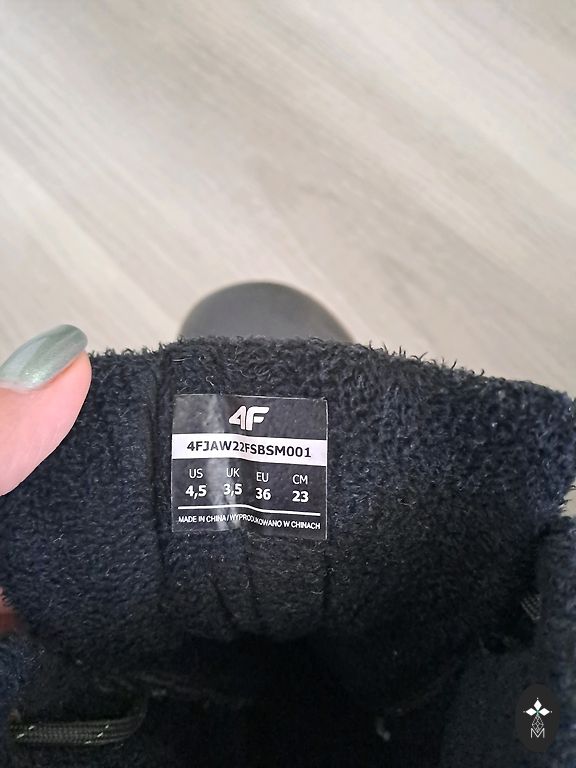 4F
4FJAW22FSBSM001
US UK EU CM
4,5 3,5 36 23
MADE IN CHINA / WYPRODUKOWANO W CHINACH
M